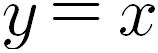 y = x